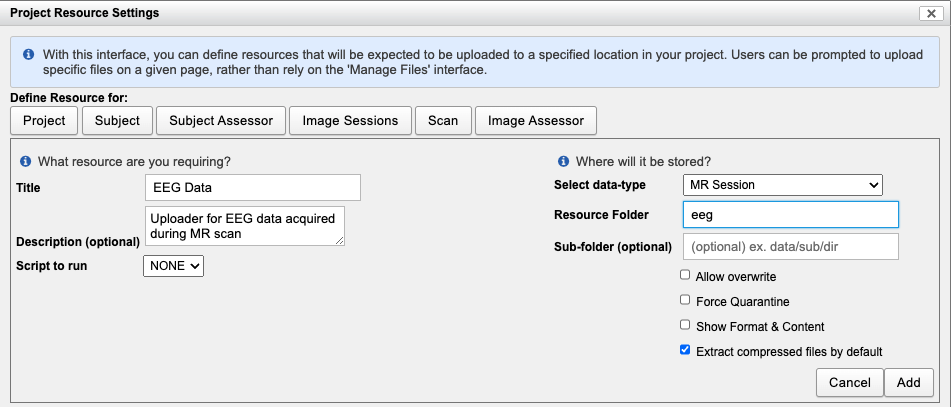 Project Resource Settings
With this interface, you can define resources that will be expected to be uploaded to a specified location in your project. Users can be prompted to upload
specific files on a given page, rather than rely on the 'Manage Files' interface.
Define Resource for:
Project Subject Subject Assessor Image Sessions Scan Image Assessor
What resource are you requiring?
Title EEG Data
Description (optional) Uploader for EEG data acquired
during MR scan
Script to run NONE
Where will it be stored?
Select data-type MR Session
Resource Folder eeg
Sub-folder (optional) (optional) ex. data/sub/dir
Allow overwrite
Force Quarantine
Show Format & Content
Extract compressed files by default
Cancel Add